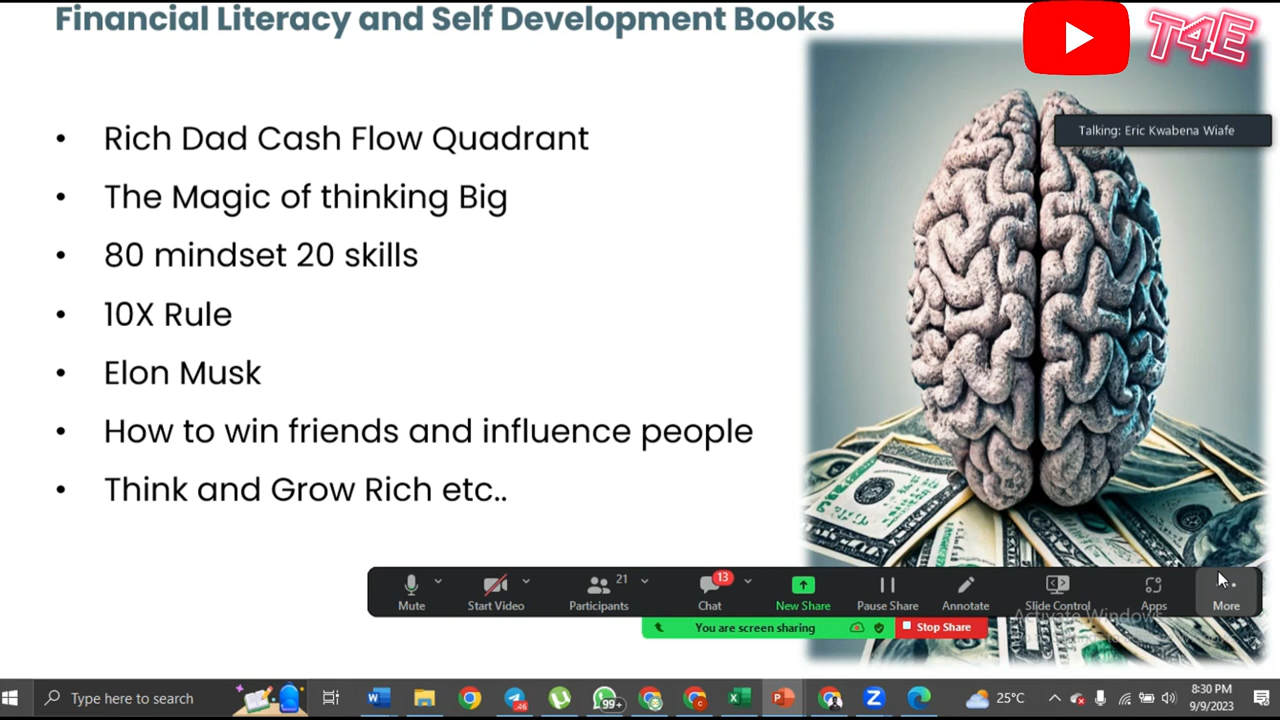 Financial Literacy and Self Development Books
T4E
Talking: Eric Kwabena Wiafe
• Rich Dad Cash Flow Quadrant
• The Magic of thinking Big
• 80 mindset 20 skills
• 10X Rule
• Elon Musk
• How to win friends and influence people
• Think and Grow Rich etc..
21
13
Mute Start Video Participants Chat New Share Pause Share Annotate Slide Control Apps More
Activate Windows
You are screen sharing Stop Share
Type here to search
46
99+
25°C
8:30 PM
9/9/2023